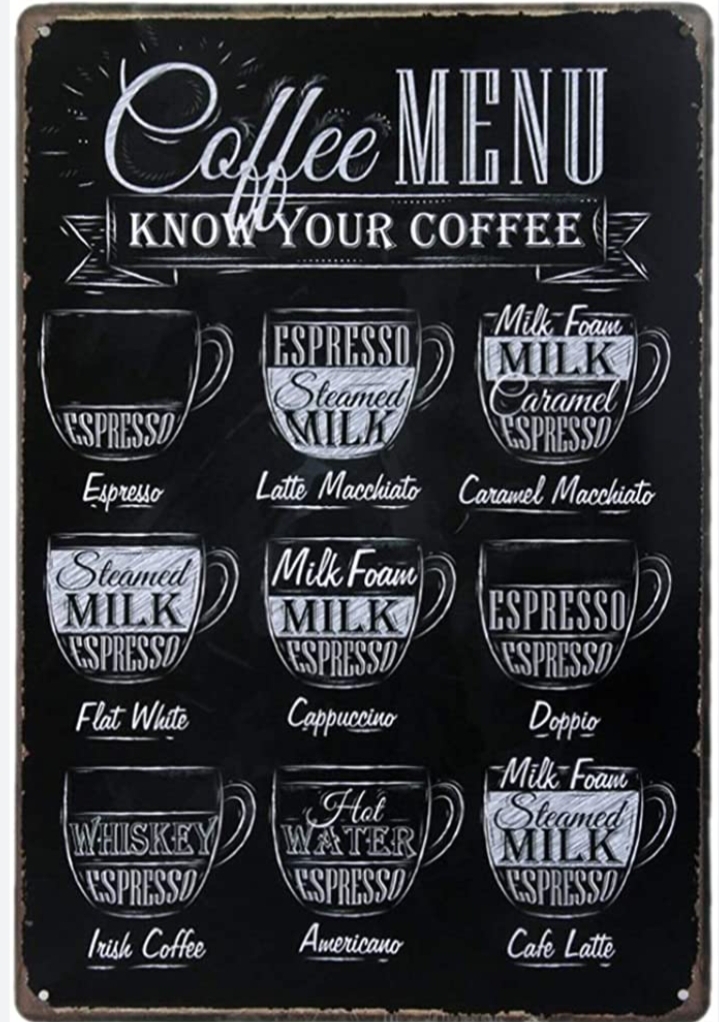 Coffee MENU
KNOW YOUR COFFEE
ESPRESSO
Espresso
ESPRESSO
Steamed
MILK
Latte Macchiato
Milk Foam
MILK
Caramel
ESPRESSO
Caramel Macchiato
Steamed
MILK
ESPRESSO
Flat White
Milk Foam
MILK
ESPRESSO
Cappuccino
ESPRESSO
ESPRESSO
Doppio
WHISKEY
ESPRESSO
Irish Coffee
Hot
WATER
ESPRESSO
Americano
Milk Foam
Steamed
MILK
ESPRESSO
Cafe Latte